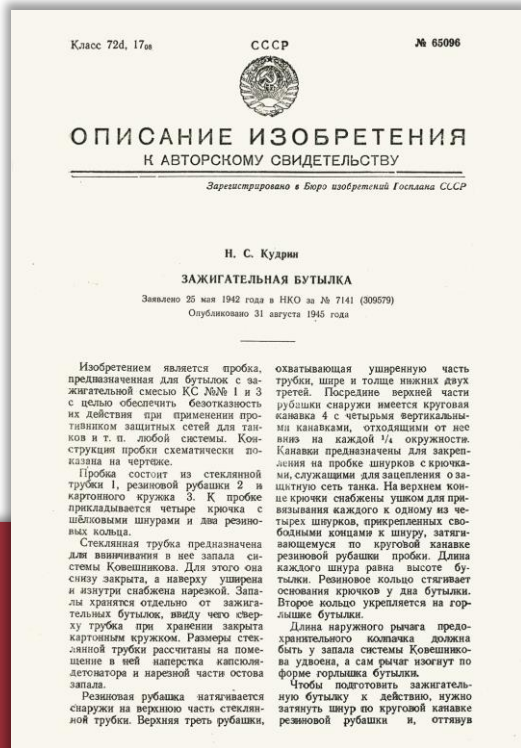 Класс 72d, 17₀₈
СССР
№ 65096
ОПИСАНИЕ ИЗОБРЕТЕНИЯ
К АВТОРСКОМУ СВИДЕТЕЛЬСТВУ
Зарегистрировано в Бюро изобретений Госплана СССР
Н. С. Кудрин
ЗАЖИГАТЕЛЬНАЯ БУТЫЛКА
Заявлено 25 мая 1942 года в НКО за № 7141 (309579)
Опубликовано 31 августа 1945 года
Изобретением является пробка,
предназначенная для бутылок с за-
жигательной смесью КС №№ 1 и 3
с целью обеспечить безотказность
их действия при применении про-
тивником защитных сетей для тан-
ков и т. п. любой системы. Кон-
струкция пробки схематически по-
казана на чертеже.
Пробка состоит из стеклянной
трубки 1, резиновой рубашки 2 и
картонного кружка 3. К пробке
прикладывается четыре крючка с
шёлковыми шнурами и два резино-
вых кольца.
Стеклянная трубка предназначена
для ввинчивания в нее запала си-
стемы Ковешникова. Для этого она
снизу закрыта, а наверху уширена
и изнутри снабжена нарезкой. Запа-
лы хранятся отдельно от зажига-
тельных бутылок, ввиду чего свер-
ху трубка при хранении закрыта
картонным кружком. Размеры стек-
лянной трубки рассчитаны на поме-
щение в ней наперстка капсюля-
детонатора и нарезной части остова
запала.
Резиновая рубашка натягивается
снаружи на верхнюю часть стеклян-
ной трубки. Верхняя треть рубашки,
охватывающая уширенную часть
трубки, шире и толще нижних двух
третей. Посредине верхней части
рубашки снаружи имеется круговая
канавка 4 с четырьмя вертикальны-
ми канавками, отходящими от нее
вниз на каждой ¹/₄ окружности.
Канавки предназначены для закреп-
ления на пробке шнурков с крючка-
ми, служащими для зацепления о за-
щитную сеть танка. На верхнем кон-
це крючки снабжены ушком для при-
вязывания каждого к одному из че-
тырех шнурков, прикрепленных сво-
бодными концами к шнуру, затяги-
вающемуся по круговой канавке
резиновой рубашки пробки. Длина
каждого шнура равна высоте бу-
тылки. Резиновое кольцо стягивает
основания крючков у дна бутылки.
Второе кольцо укрепляется на гор-
лышке бутылки.
Длина наружного рычага предо-
хранительного колпачка должна
быть у запала системы Ковешнико-
ва удвоена, а сам рычаг изогнут по
форме горлышка бутылки.
Чтобы подготовить зажигатель-
ную бутылку к действию, нужно
затянуть шнур по круговой канавке
резиновой рубашки и, оттянув